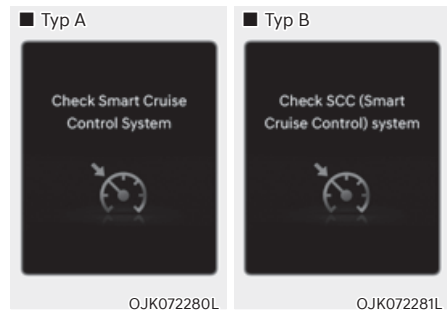 ■ Typ A
Check Smart Cruise
Control System
OJK072280L
■ Typ B
Check SCC (Smart
Cruise Control) system
OJK072281L